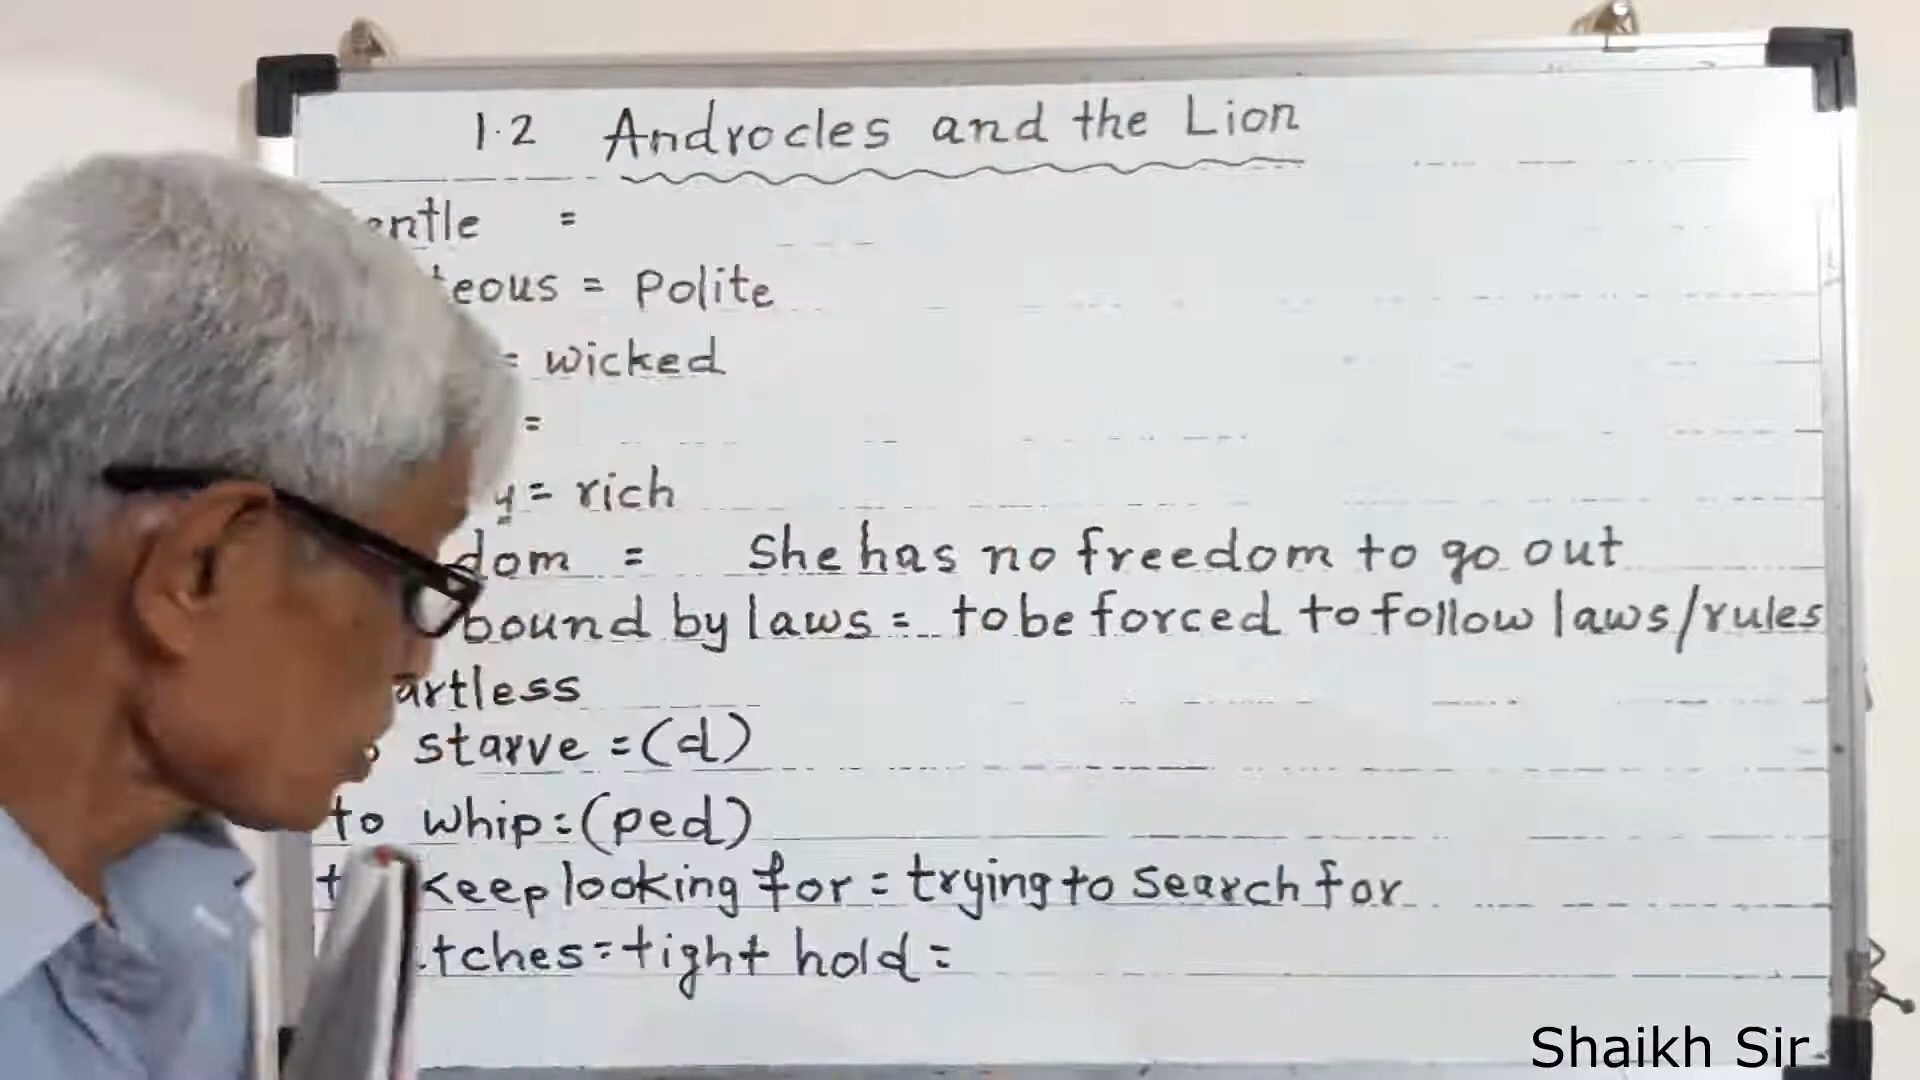 1.2 Androcles and the Lion
entle =
teous = Polite
= wicked
=
y = rich
dom = She has no freedom to go out
bound by laws = to be forced to follow laws/rules
artless
starve = (d)
to whip = (ped)
keep looking for = trying to search for
tches = tight hold =
Shaikh Sir